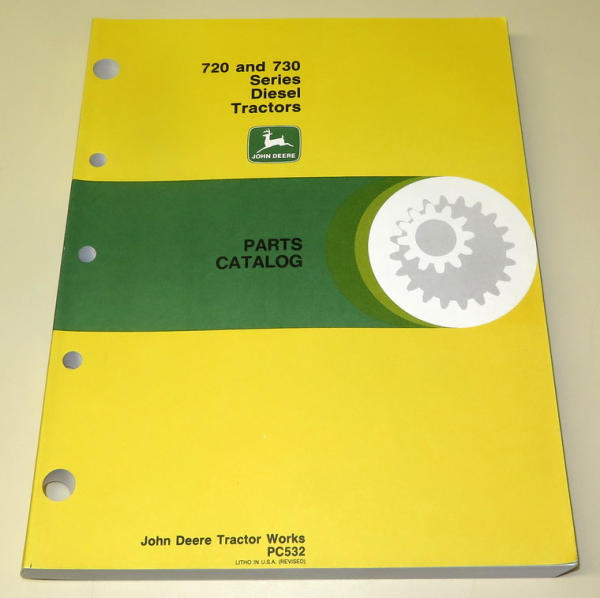 720 and 730
Series
Diesel
Tractors
JOHN DEERE
PARTS
CATALOG
John Deere Tractor Works
PC532
LITHO IN U.S.A. (REVISED)